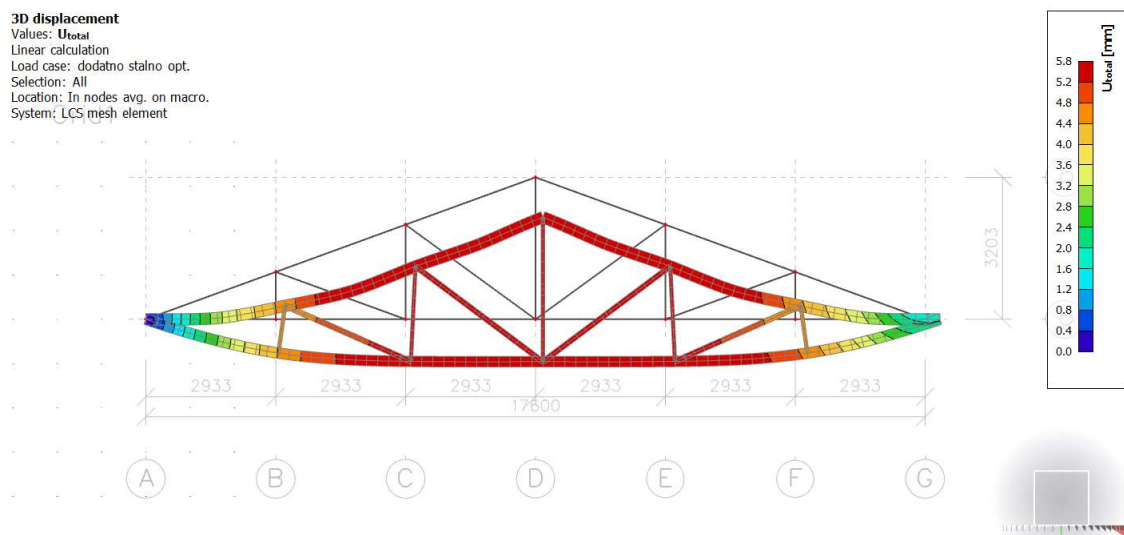 3D displacement
Values: Utotal
Linear calculation
Load case: dodatno stalno opt.
Selection: All
Location: In nodes avg. on macro.
System: LCS mesh element
Utotal [mm]
5.8
5.2
4.8
4.4
4.0
3.6
3.2
2.8
2.4
2.0
1.6
1.2
0.8
0.4
0.0
3203
2933 2933 2933 2933 2933 2933
17600
A B C D E F G